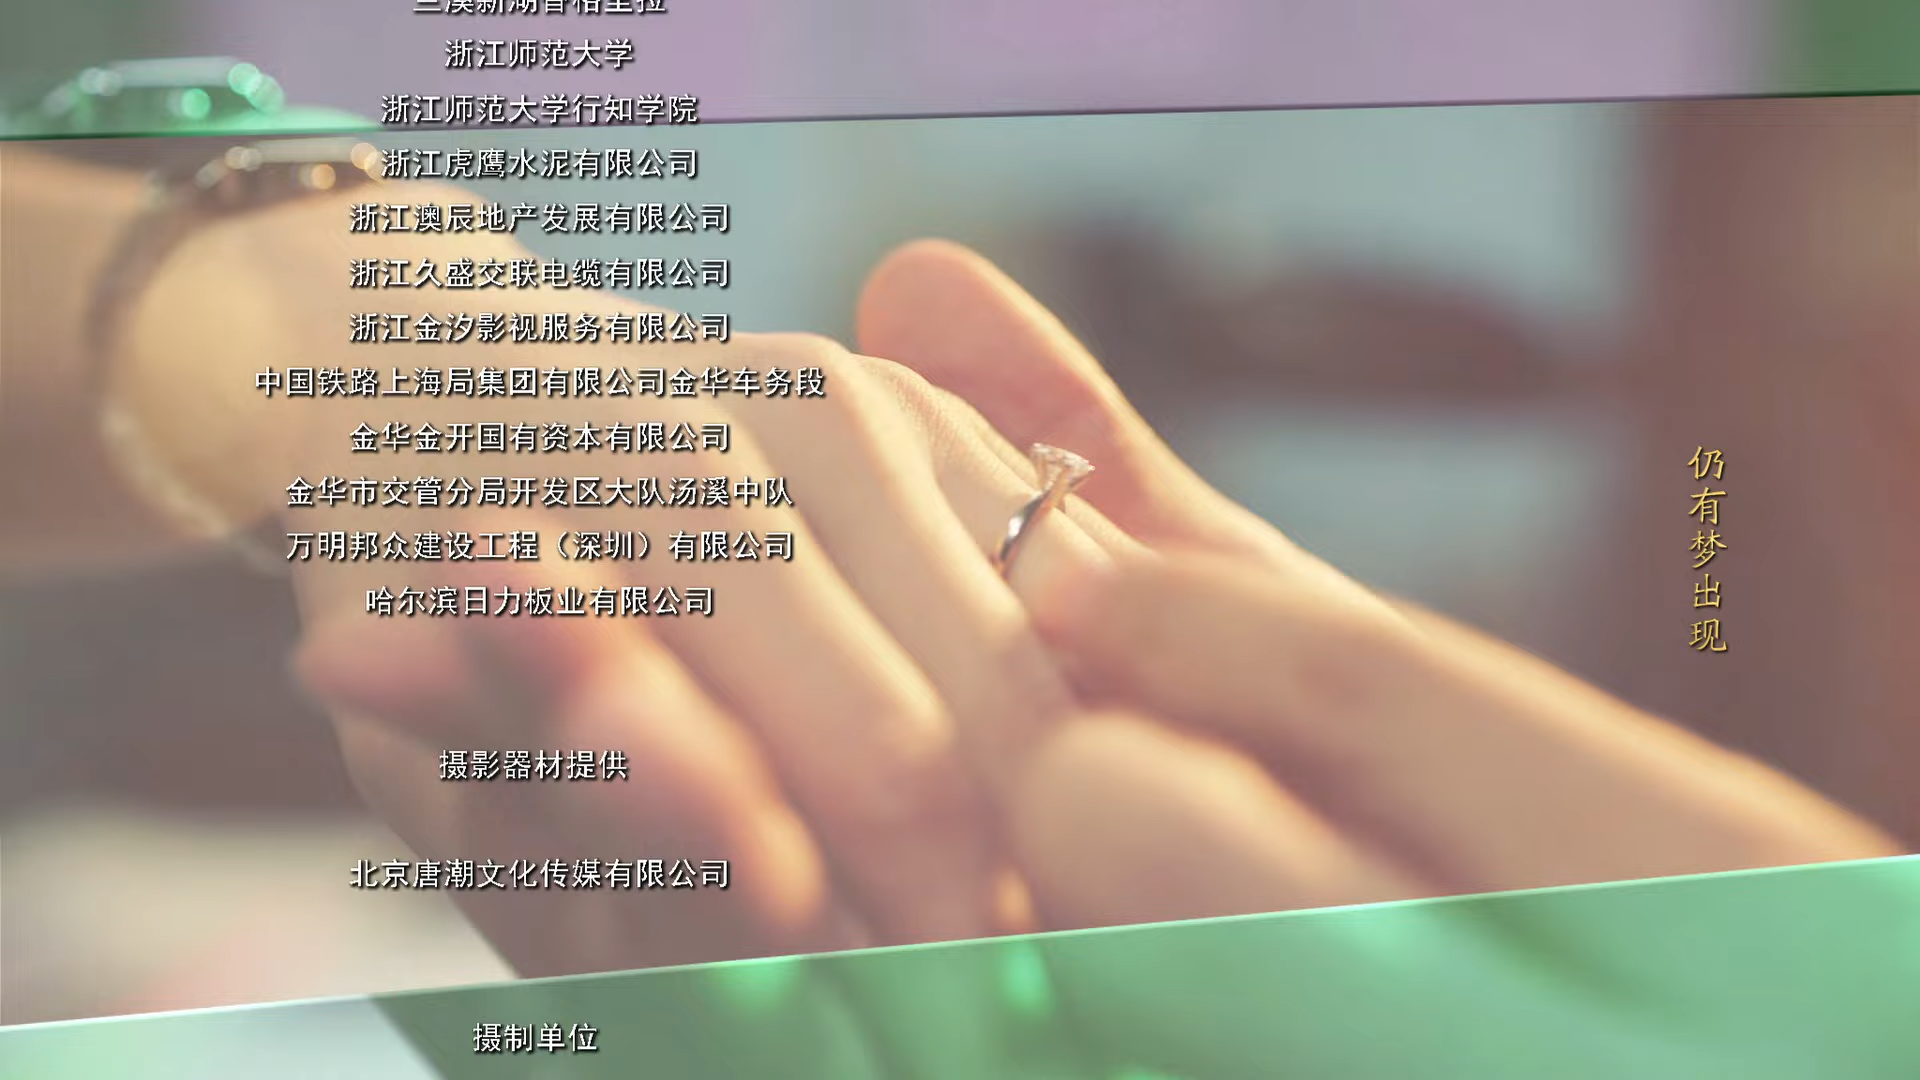 浙江师范大学
浙江师范大学行知学院
浙江虎鹰水泥有限公司
浙江澳辰地产发展有限公司
浙江久盛交联电缆有限公司
浙江金汐影视服务有限公司
中国铁路上海局集团有限公司金华车务段
金华金开国有资本有限公司
金华市交管分局开发区大队汤溪中队
万明邦众建设工程（深圳）有限公司
哈尔滨日力板业有限公司
摄影器材提供
北京唐潮文化传媒有限公司
摄制单位
仍有梦出现